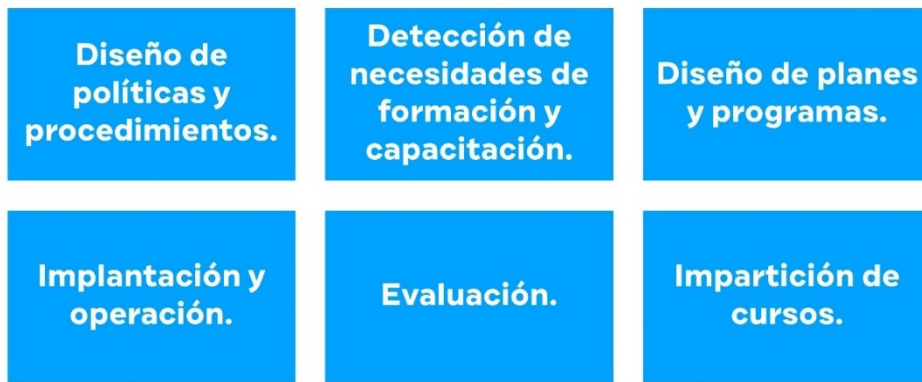 Diseño de
políticas y
procedimientos.
Detección de
necesidades de
formación y
capacitación.
Diseño de planes
y programas.
Implantación y
operación.
Evaluación.
Impartición de
cursos.